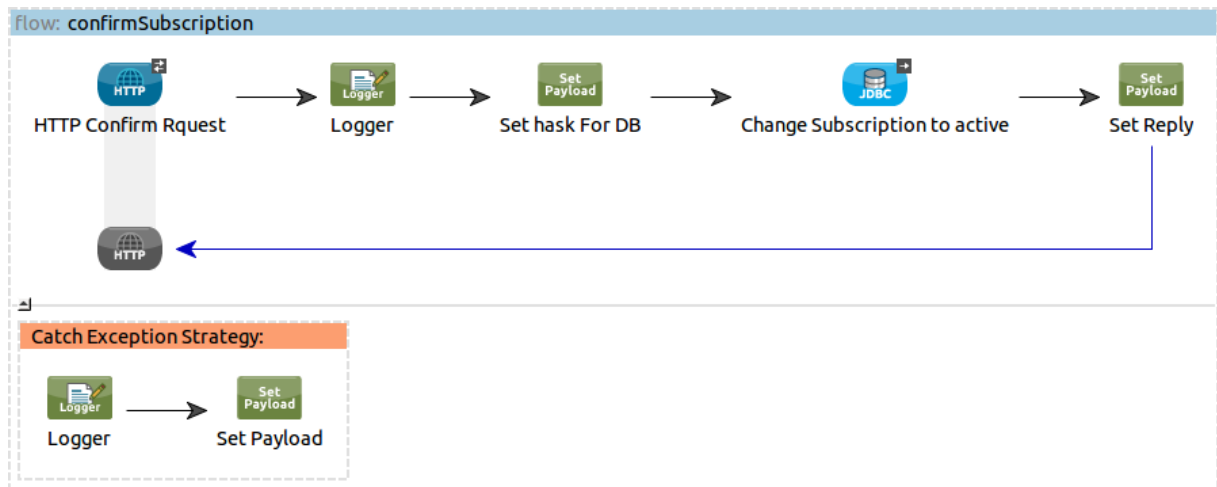 flow: confirmSubscription
HTTP
Logger
Set
Payload
JDBC
Set
Payload
HTTP Confirm Rquest
Logger
Set hask For DB
Change Subscription to active
Set Reply
HTTP
Catch Exception Strategy:
Logger
Set
Payload
Logger
Set Payload